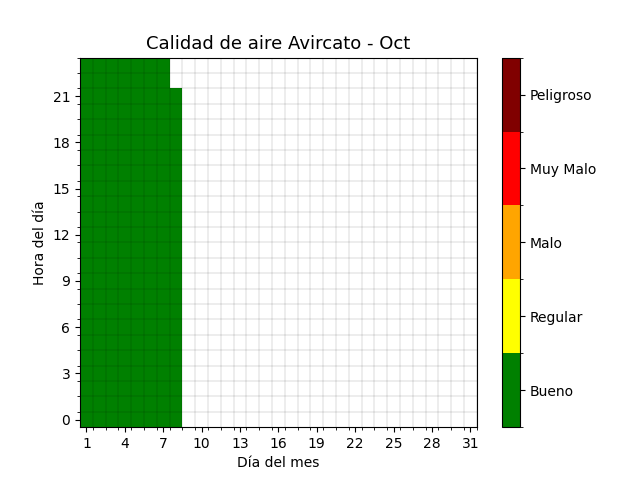 Calidad de aire Avircato - Oct
Hora del día
21
18
15
12
9
6
3
0
1 4 7 10 13 16 19 22 25 28 31
Día del mes
Peligroso
Muy Malo
Malo
Regular
Bueno